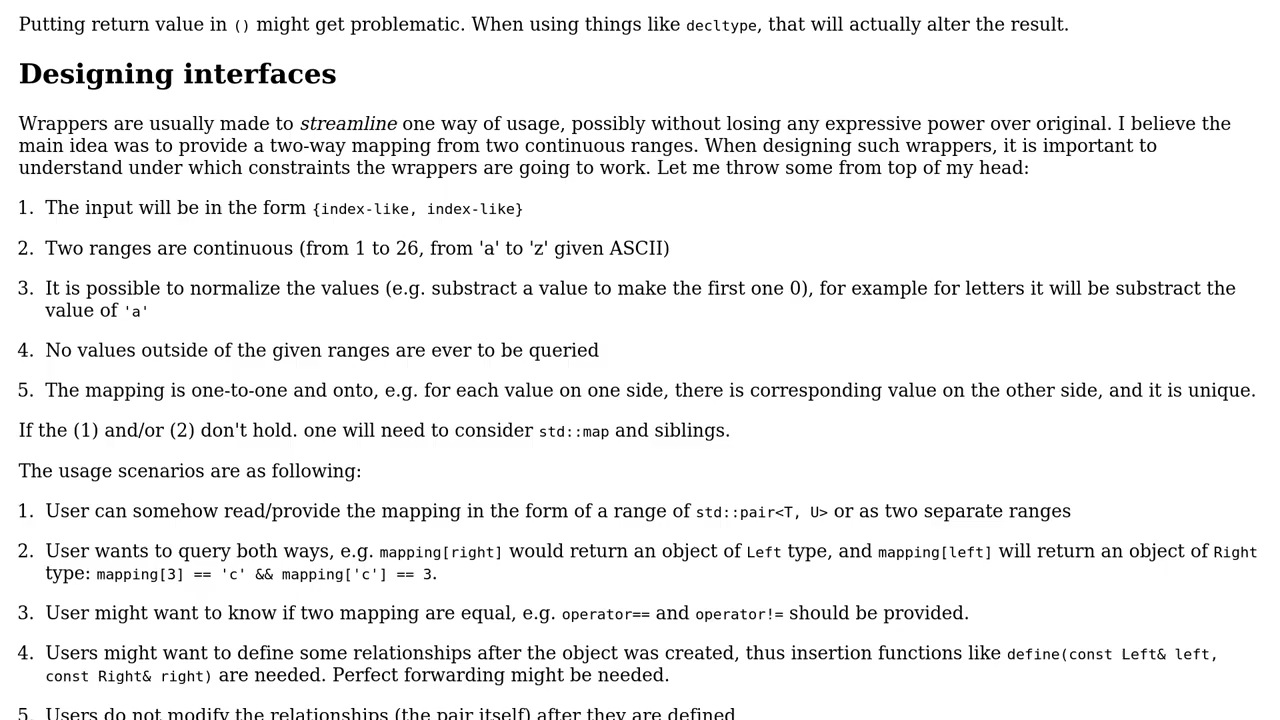 Putting return value in () might get problematic. When using things like decltype, that will actually alter the result.
Designing interfaces
Wrappers are usually made to streamline one way of usage, possibly without losing any expressive power over original. I believe the
main idea was to provide a two-way mapping from two continuous ranges. When designing such wrappers, it is important to
understand under which constraints the wrappers are going to work. Let me throw some from top of my head:
1. The input will be in the form {index-like, index-like}
2. Two ranges are continuous (from 1 to 26, from 'a' to 'z' given ASCII)
3. It is possible to normalize the values (e.g. substract a value to make the first one 0), for example for letters it will be substract the
value of 'a'
4. No values outside of the given ranges are ever to be queried
5. The mapping is one-to-one and onto, e.g. for each value on one side, there is corresponding value on the other side, and it is unique.
If the (1) and/or (2) don't hold. one will need to consider std::map and siblings.
The usage scenarios are as following:
1. User can somehow read/provide the mapping in the form of a range of std::pair<T, U> or as two separate ranges
2. User wants to query both ways, e.g. mapping[right] would return an object of Left type, and mapping[left] will return an object of Right
type: mapping[3] == 'c' && mapping['c'] == 3.
3. User might want to know if two mapping are equal, e.g. operator== and operator!= should be provided.
4. Users might want to define some relationships after the object was created, thus insertion functions like define(const Left& left,
const Right& right) are needed. Perfect forwarding might be needed.
5. Users do not modify the relationships (the pair itself) after they are defined